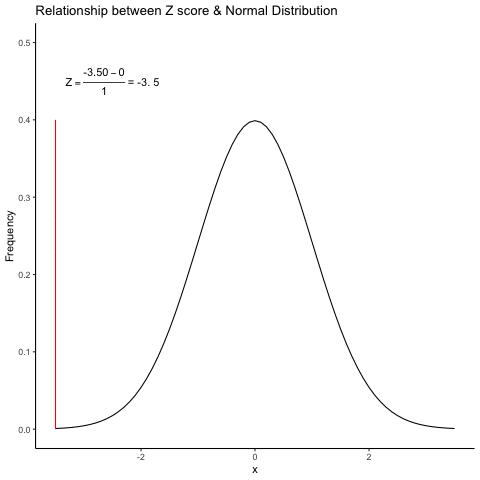 Relationship between Z score & Normal Distribution
0.5
Z = -3.50 – 0 / 1 = -3. 5
0.4
0.3
Frequency
0.2
0.1
0.0
-2 0 2
x